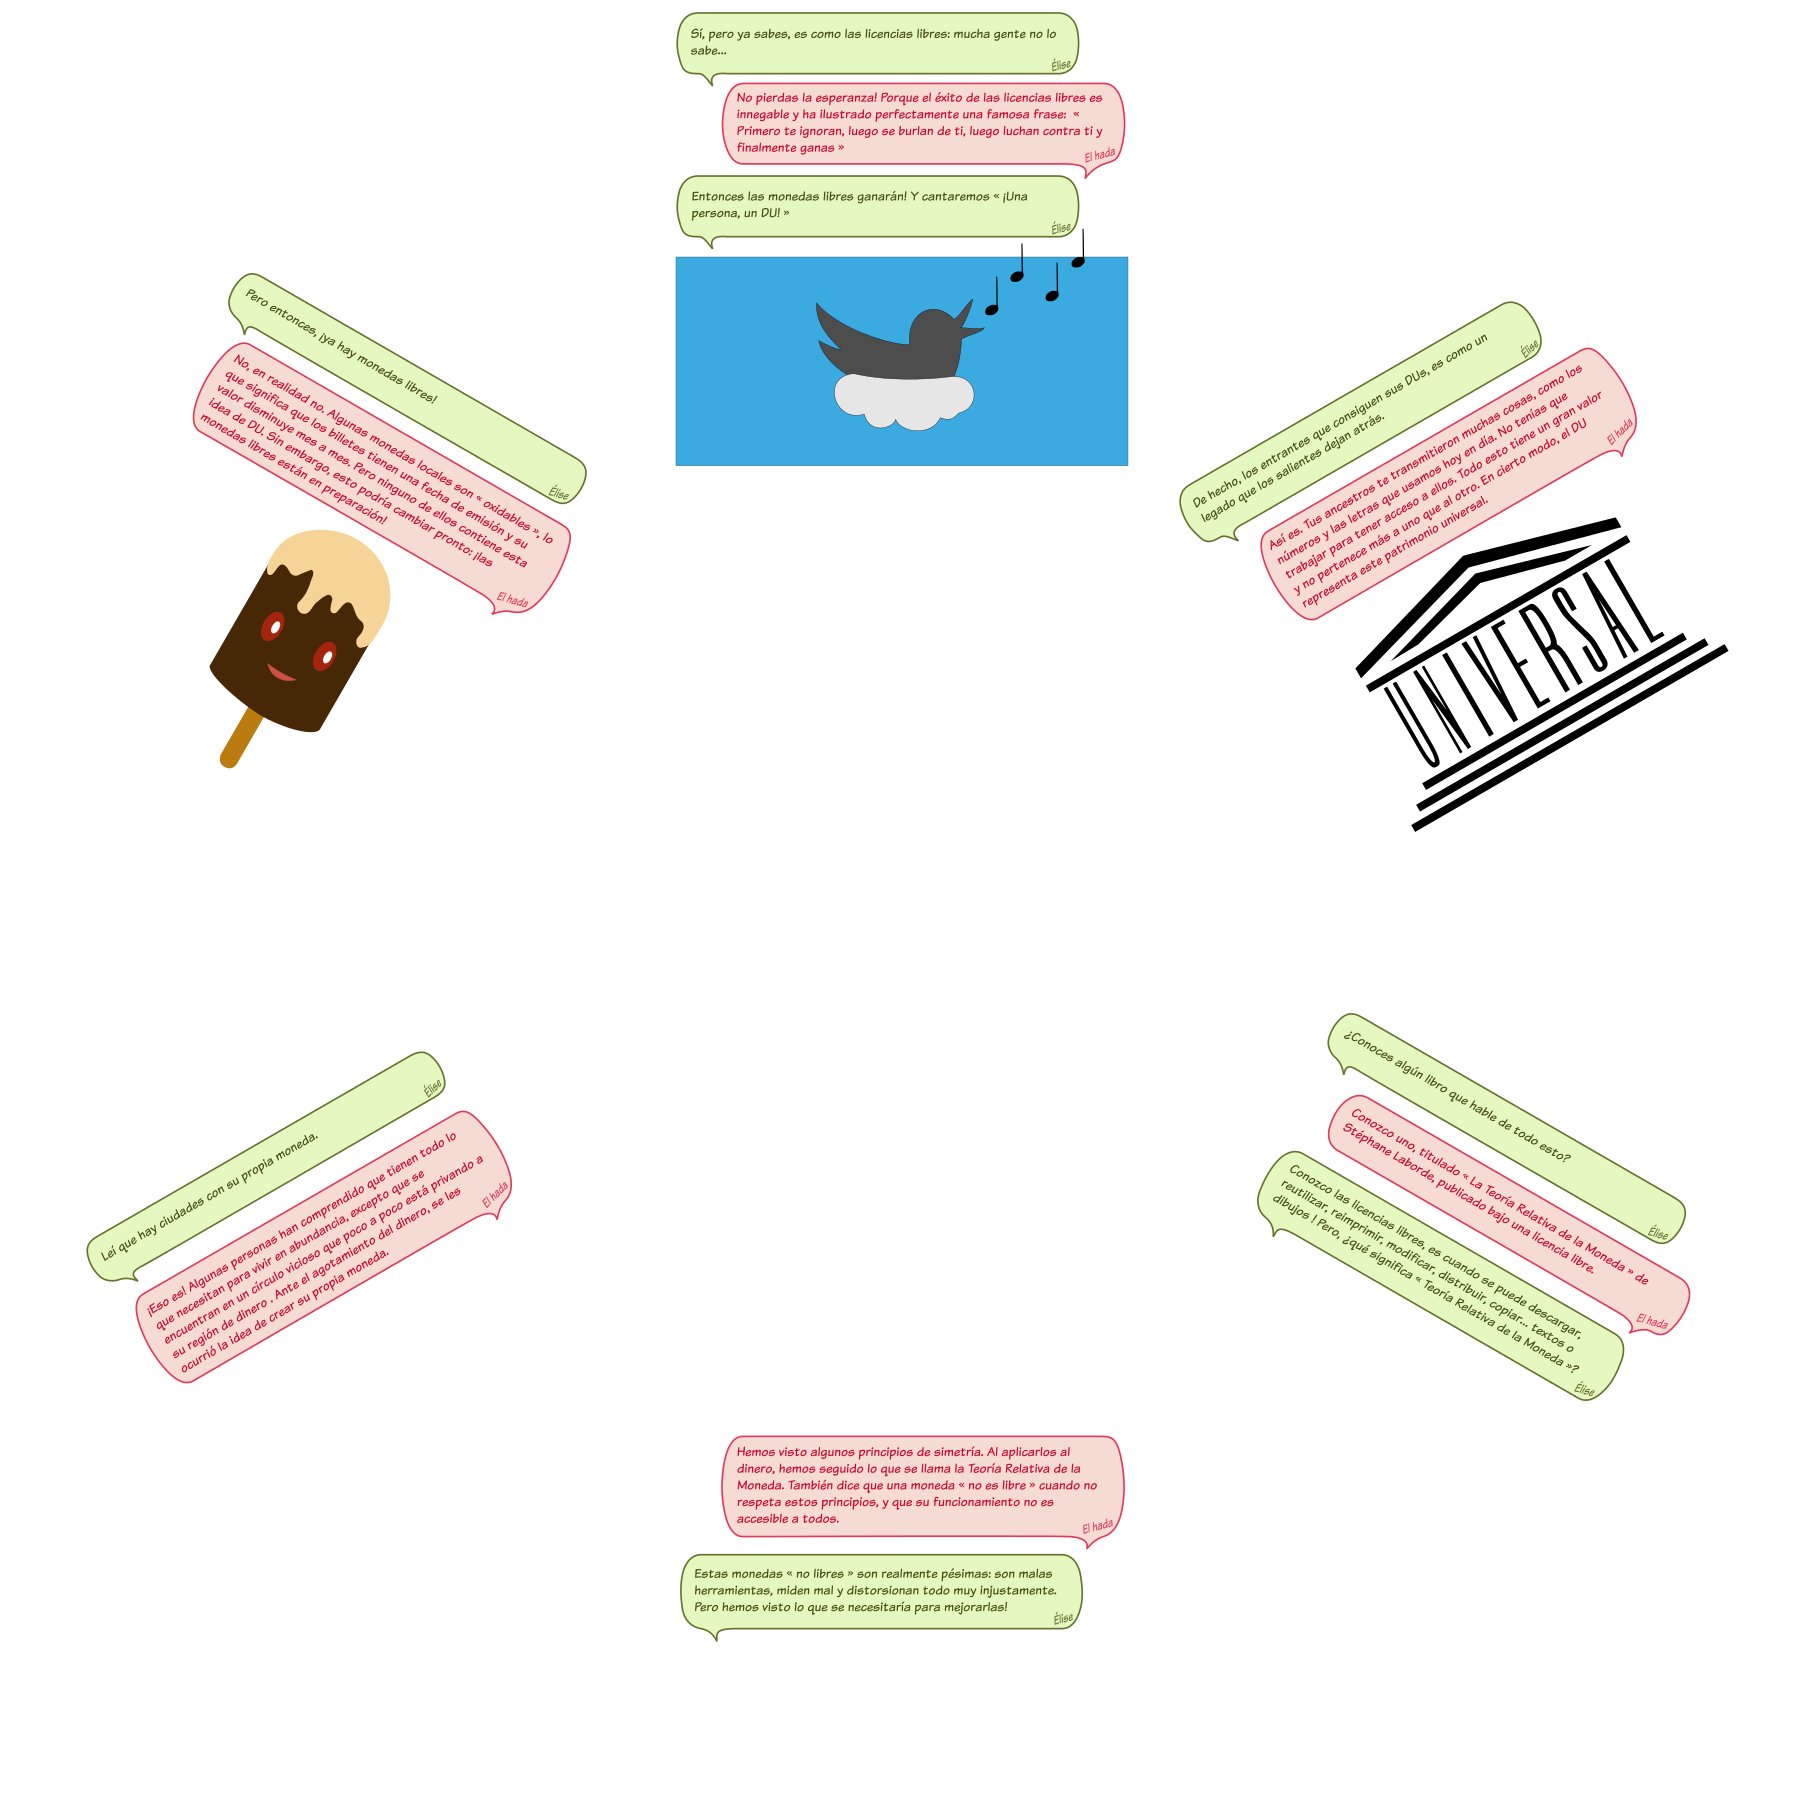 Sí, pero ya sabes, es como las licencias libres: mucha gente no lo
sabe...
Élise
No pierdas la esperanza! Porque el éxito de las licencias libres es
innegable y ha ilustrado perfectamente una famosa frase: «
Primero te ignoran, luego se burlan de ti, luego luchan contra ti y
finalmente ganas »
El hada
Entonces las monedas libres ganarán! Y cantaremos « ¡Una
persona, un DU! »
Élise
Pero entonces, ¡ya hay monedas libres!
Élise
No, en realidad no. Algunas monedas locales son « oxidables », lo
que significa que los billetes tienen una fecha de emisión y su
valor disminuye mes a mes. Pero ninguno de ellos contiene esta
idea de DU. Sin embargo, esto podría cambiar pronto: ¡las
monedas libres están en preparación!
El hada
De hecho, los entrantes que consiguen sus DUs, es como un
legado que los salientes dejan atrás.
Élise
Así es. Tus ancestros te transmitieron muchas cosas, como los
números y las letras que usamos hoy en día. No tenías que
trabajar para tener acceso a ellos. Todo esto tiene un gran valor
y no pertenece más a uno que al otro. En cierto modo, el DU
representa este patrimonio universal.
El hada
UNIVERSAL
Leí que hay ciudades con su propia moneda.
Élise
¡Eso es! Algunas personas han comprendido que tienen todo lo
que necesitan para vivir en abundancia, excepto que se
encuentran en un círculo vicioso que poco a poco está privando a
su región de dinero . Ante el agotamiento del dinero, se les
ocurrió la idea de crear su propia moneda.
El hada
¿Conoces algún libro que hable de todo esto?
Élise
Conozco uno, titulado « La Teoría Relativa de la Moneda » de
Stéphane Laborde, publicado bajo una licencia libre.
El hada
Conozco las licencias libres, es cuando se puede descargar,
reutilizar, reimprimir, modificar, distribuir, copiar... textos o
dibujos ! Pero, ¿qué significa « Teoría Relativa de la Moneda »?
Élise
Hemos visto algunos principios de simetría. Al aplicarlos al
dinero, hemos seguido lo que se llama la Teoría Relativa de la
Moneda. También dice que una moneda « no es libre » cuando no
respeta estos principios, y que su funcionamiento no es
accesible a todos.
El hada
Estas monedas « no libres » son realmente pésimas: son malas
herramientas, miden mal y distorsionan todo muy injustamente.
Pero hemos visto lo que se necesitaría para mejorarlas!
Élise